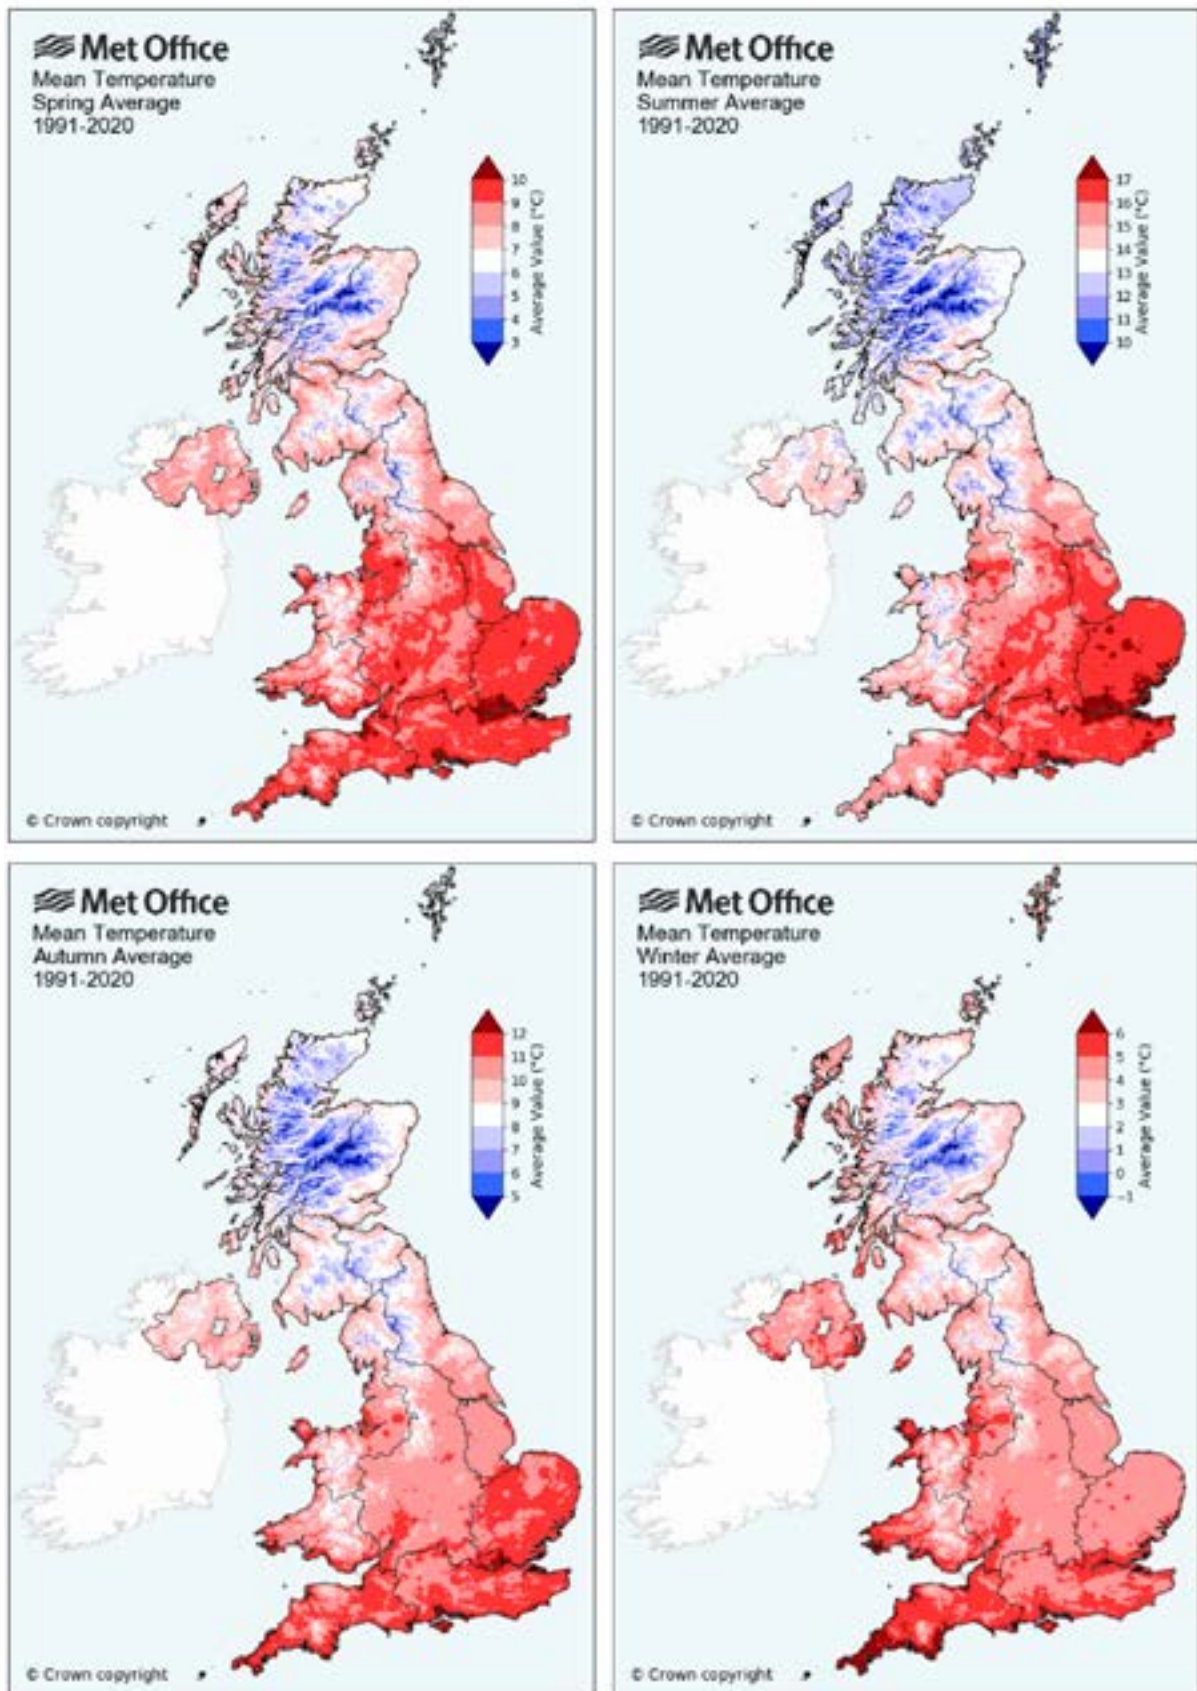 Met Office
Mean Temperature
Spring Average
1991-2020
10
9
8
7
6
5
4
3
Average Value (°C)
© Crown copyright
Met Office
Mean Temperature
Summer Average
1991-2020
17
16
15
14
13
12
11
10
Average Value (°C)
© Crown copyright
Met Office
Mean Temperature
Autumn Average
1991-2020
12
11
10
9
8
7
6
5
Average Value (°C)
© Crown copyright
Met Office
Mean Temperature
Winter Average
1991-2020
6
5
4
3
2
1
0
−1
Average Value (°C)
© Crown copyright